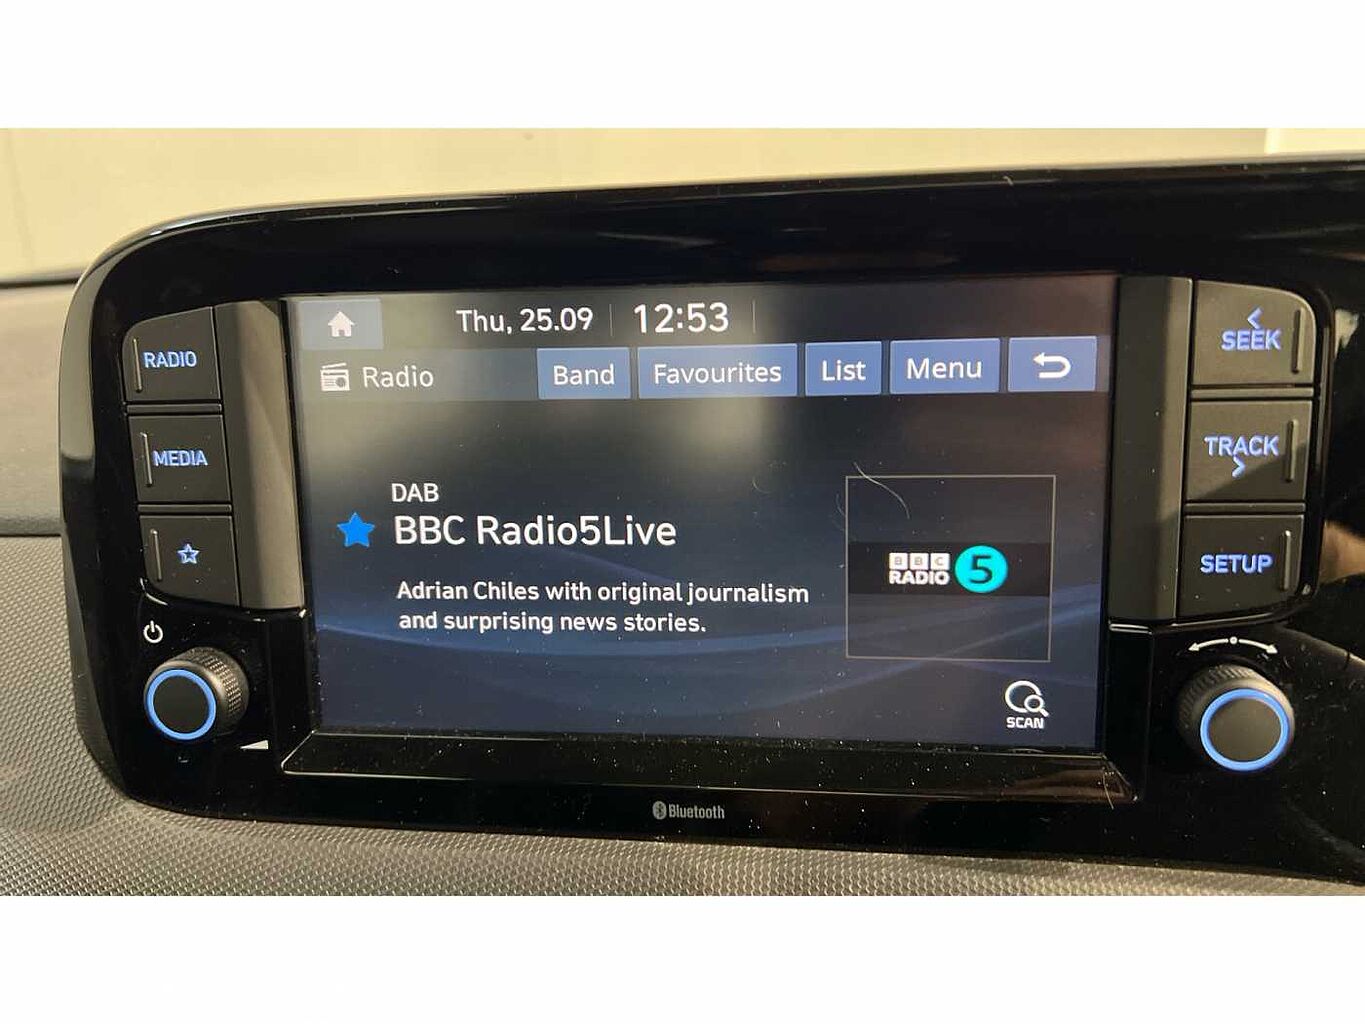 Thu, 25.09 12:53
Radio Band Favourites List Menu
RADIO
MEDIA
DAB
BBC Radio5Live
Adrian Chiles with original journalism
and surprising news stories.
BBC
RADIO 5
SCAN
< SEEK
TRACK >
SETUP
Bluetooth